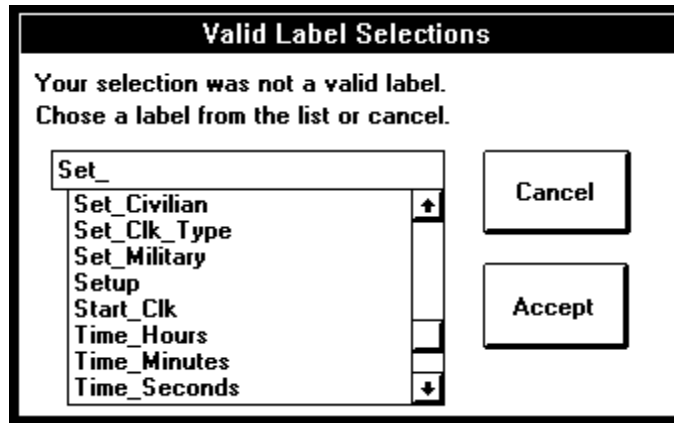 Valid Label Selections
Your selection was not a valid label.
Chose a label from the list or cancel.
Set_
Set_Civilian
Set_Clk_Type
Set_Military
Setup
Start_Clk
Time_Hours
Time_Minutes
Time_Seconds
Cancel
Accept